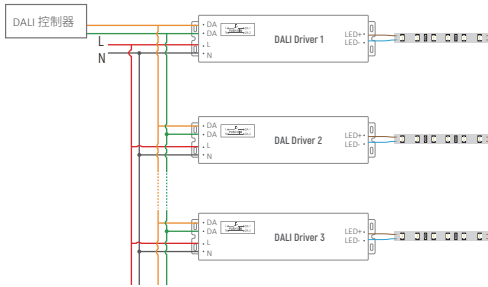 DALI 控制器
L
N
DA
DA
L
N
DALI Driver 1
LED+
LED-
DA
DA
L
N
DAL Driver 2
LED+
LED-
DA
DA
L
N
DALI Driver 3
LED+
LED-